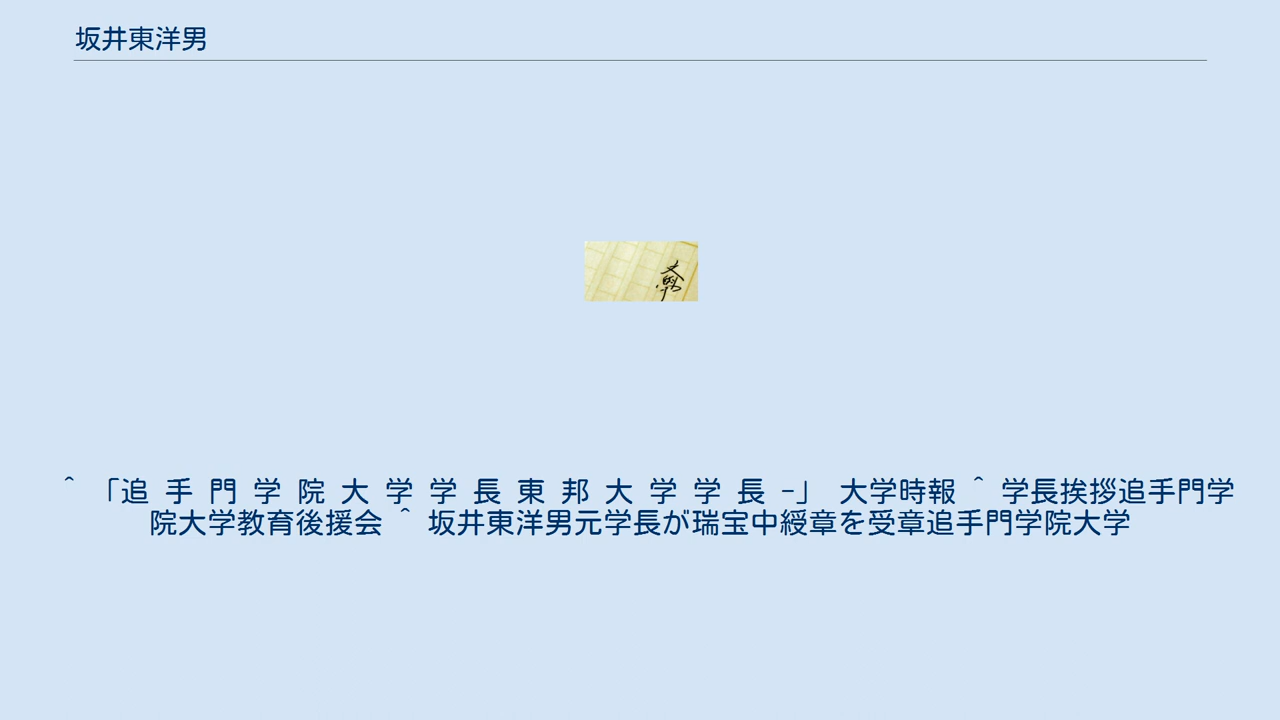 坂井東洋男
^ 「追 手 門 学 院 大 学 学 長 東 邦 大 学 学 長 -」 大学時報 ^ 学長挨拶追手門学
院大学教育後援会 ^ 坂井東洋男元学長が瑞宝中綬章を受章追手門学院大学